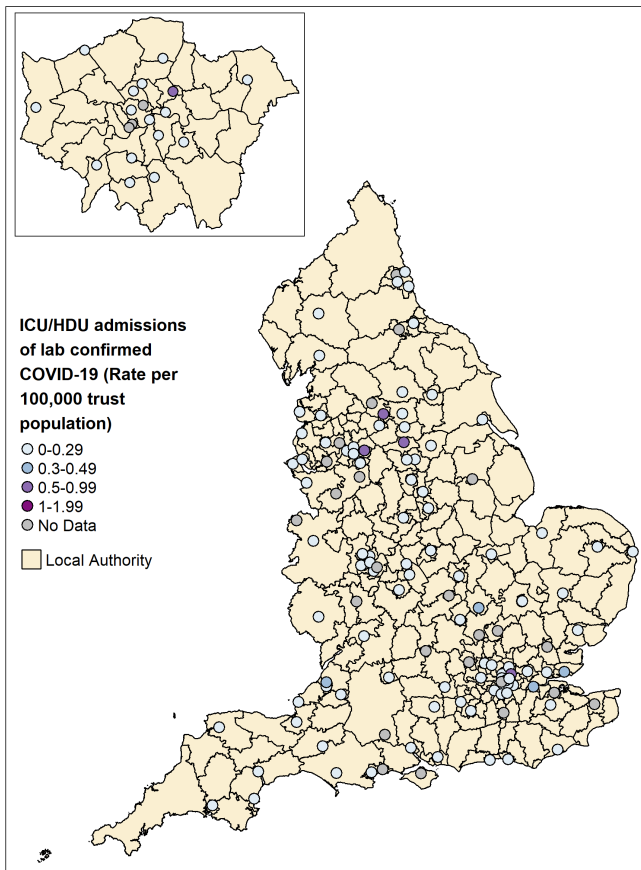 ICU/HDU admissions
of lab confirmed
COVID-19 (Rate per
100,000 trust
population)
0-0.29
0.3-0.49
0.5-0.99
1-1.99
No Data
Local Authority